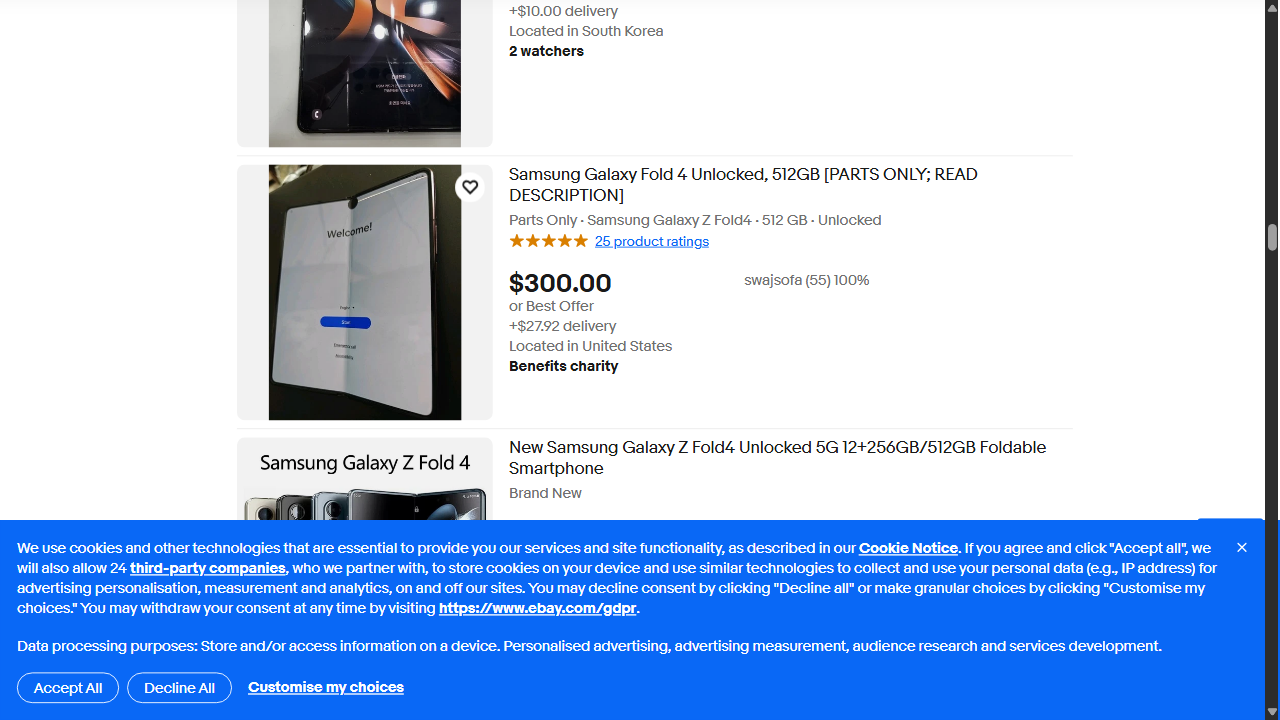 +$10.00 delivery
Located in South Korea
2 watchers
Samsung Galaxy Fold 4 Unlocked, 512GB [PARTS ONLY; READ
DESCRIPTION]
Parts Only · Samsung Galaxy Z Fold4 · 512 GB · Unlocked
25 product ratings
$300.00
swajsofa (55) 100%
or Best Offer
+$27.92 delivery
Located in United States
Benefits charity
Welcome!
English
Start
Emergency call
Accessibility
New Samsung Galaxy Z Fold4 Unlocked 5G 12+256GB/512GB Foldable
Smartphone
Brand New
Samsung Galaxy Z Fold 4
We use cookies and other technologies that are essential to provide you our services and site functionality, as described in our Cookie Notice. If you agree and click "Accept all", we
will also allow 24 third-party companies, who we partner with, to store cookies on your device and use similar technologies to collect and use your personal data (e.g., IP address) for
advertising personalisation, measurement and analytics, on and off our sites. You may decline consent by clicking "Decline all" or make granular choices by clicking "Customise my
choices." You may withdraw your consent at any time by visiting https://www.ebay.com/gdpr.
Data processing purposes: Store and/or access information on a device. Personalised advertising, advertising measurement, audience research and services development.
Accept All
Decline All
Customise my choices